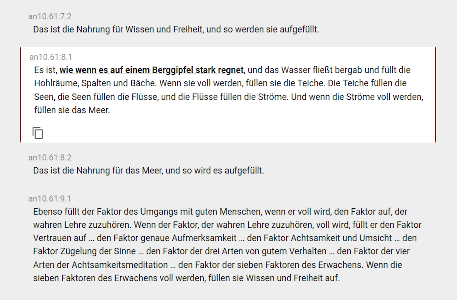 an10.61:7.2
Das ist die Nahrung für Wissen und Freiheit, und so werden sie aufgefüllt.
an10.61:8.1
Es ist, wie wenn es auf einem Berggipfel stark regnet, und das Wasser fließt bergab und füllt die
Hohlräume, Spalten und Bäche. Wenn sie voll werden, füllen sie die Teiche. Die Teiche füllen die
Seen, die Seen füllen die Flüsse, und die Flüsse füllen die Ströme. Und wenn die Ströme voll werden,
füllen sie das Meer.
an10.61:8.2
Das ist die Nahrung für das Meer, und so wird es aufgefüllt.
an10.61:9.1
Ebenso füllt der Faktor des Umgangs mit guten Menschen, wenn er voll wird, den Faktor auf, der
wahren Lehre zuzuhören. Wenn der Faktor, der wahren Lehre zuzuhören, voll wird, füllt er den Faktor
Vertrauen auf … den Faktor genaue Aufmerksamkeit … den Faktor Achtsamkeit und Umsicht … den
Faktor Zügelung der Sinne … den Faktor der drei Arten von gutem Verhalten … den Faktor der vier
Arten der Achtsamkeitsmeditation … den Faktor der sieben Faktoren des Erwachens. Wenn die
sieben Faktoren des Erwachens voll werden, füllen sie Wissen und Freiheit auf.